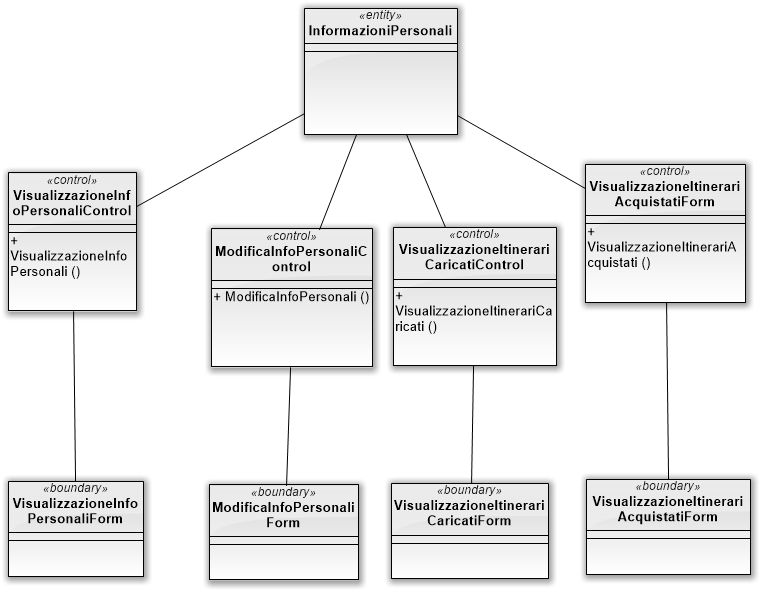 «entity»
InformazioniPersonali
«control»
VisualizzazioneInf
oPersonaliControl
+
VisualizzazioneInfo
Personali ()
«control»
ModificaInfoPersonaliC
ontrol
+ ModificaInfoPersonali ()
«control»
VisualizzazioneItinerari
CaricatiControl
+
VisualizzazioneItinerariCa
ricati ()
«control»
VisualizzazioneItinerari
AcquistatiForm
+
VisualizzazioneItinerariA
cquistati ()
«boundary»
VisualizzazioneInfo
PersonaliForm
«boundary»
ModificaInfoPersonali
Form
«boundary»
VisualizzazioneItinerari
CaricatiForm
«boundary»
VisualizzazioneItinerari
AcquistatiForm